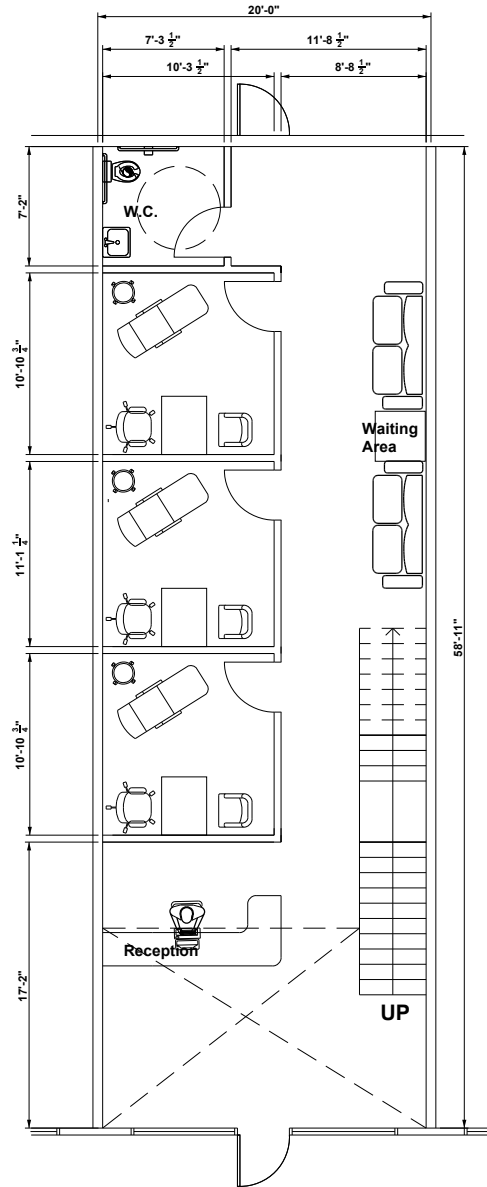 20'-0"
7'-3 1/2"
11'-8 1/2"
10'-3 1/2"
8'-8 1/2"
7'-2"
W.C.
10'-10 3/4"
Waiting
Area
11'-1 1/4"
58'-11"
10'-10 3/4"
17'-2"
Reception
UP